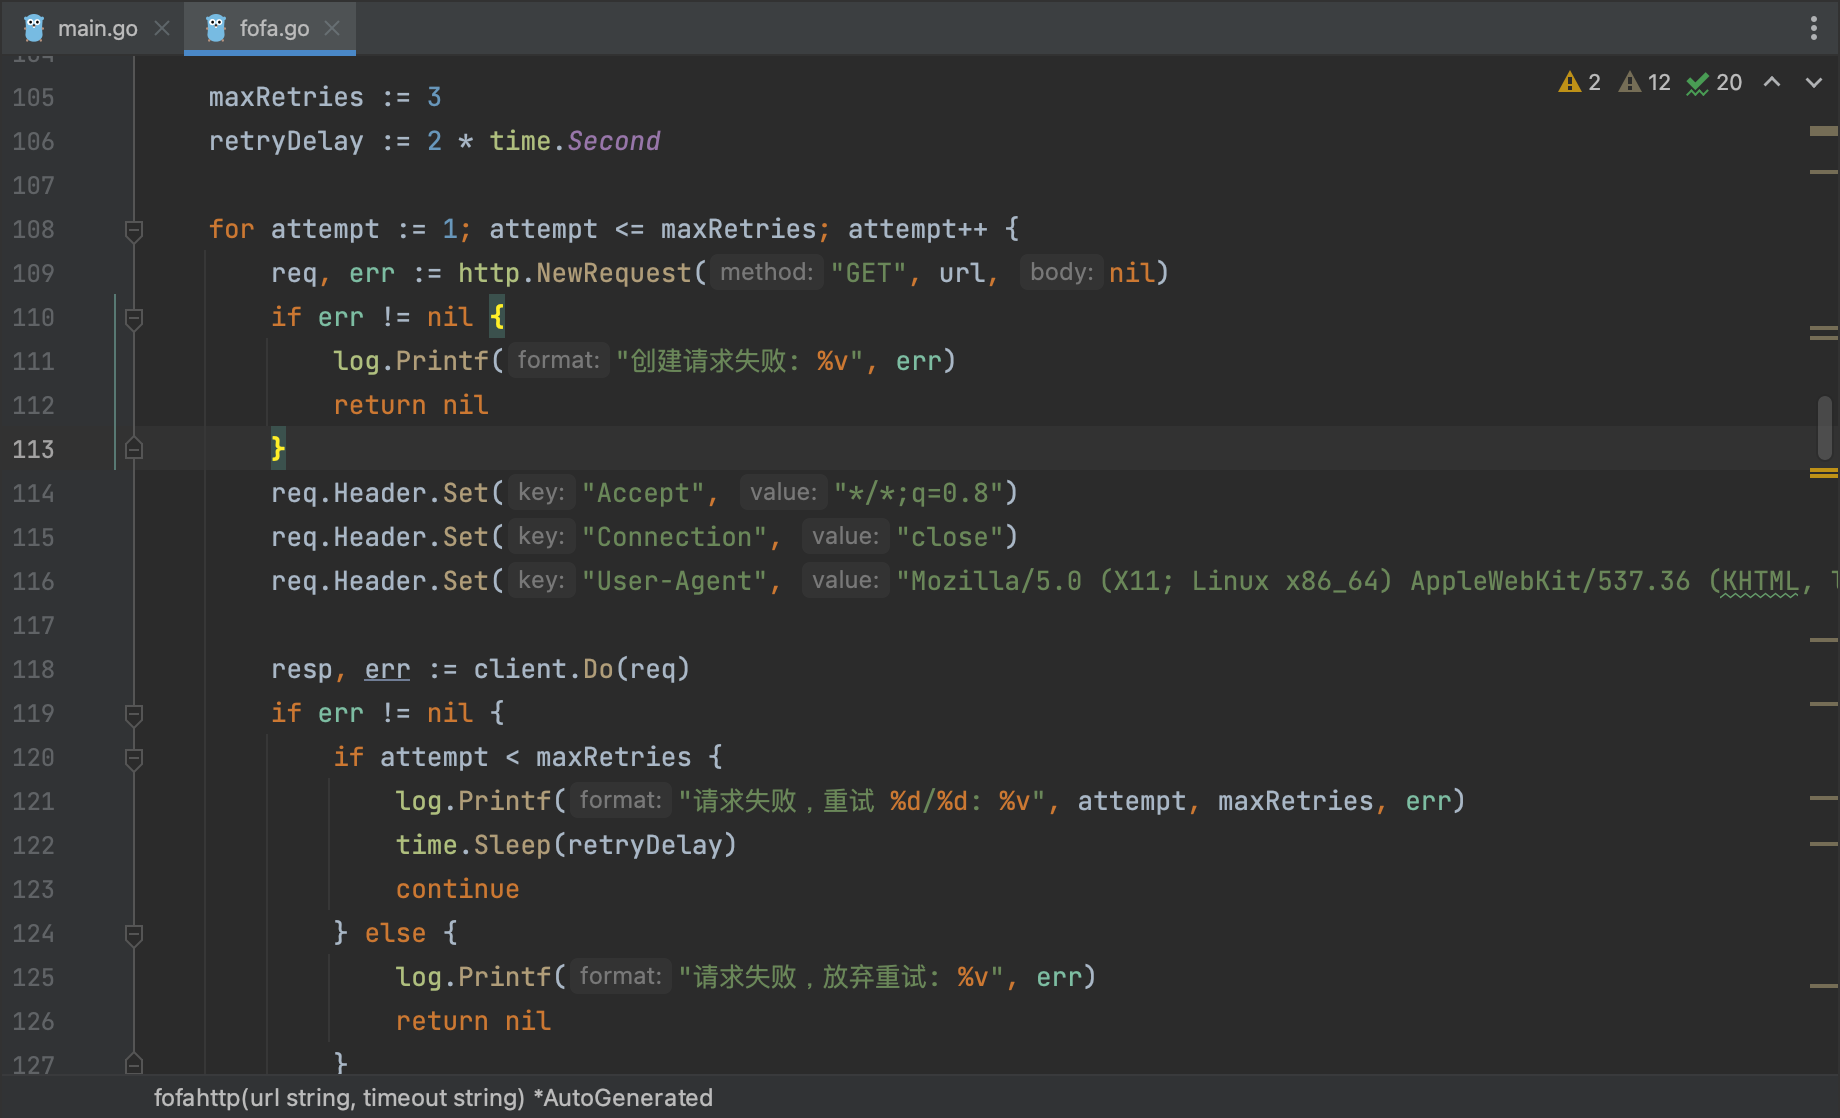 main.go
fofa.go
2 12 20
105 maxRetries := 3
106 retryDelay := 2 * time.Second
107
108 for attempt := 1; attempt <= maxRetries; attempt++ {
109 req, err := http.NewRequest( method: "GET", url, body: nil)
110 if err != nil {
111 log.Printf( format: "创建请求失败: %v", err)
112 return nil
113 }
114 req.Header.Set( key: "Accept", value: "*/*;q=0.8")
115 req.Header.Set( key: "Connection", value: "close")
116 req.Header.Set( key: "User-Agent", value: "Mozilla/5.0 (X11; Linux x86_64) AppleWebKit/537.36 (KHTML,
117
118 resp, err := client.Do(req)
119 if err != nil {
120 if attempt < maxRetries {
121 log.Printf( format: "请求失败，重试 %d/%d: %v", attempt, maxRetries, err)
122 time.Sleep(retryDelay)
123 continue
124 } else {
125 log.Printf( format: "请求失败，放弃重试: %v", err)
126 return nil
127 }
fofahttp(url string, timeout string) *AutoGenerated